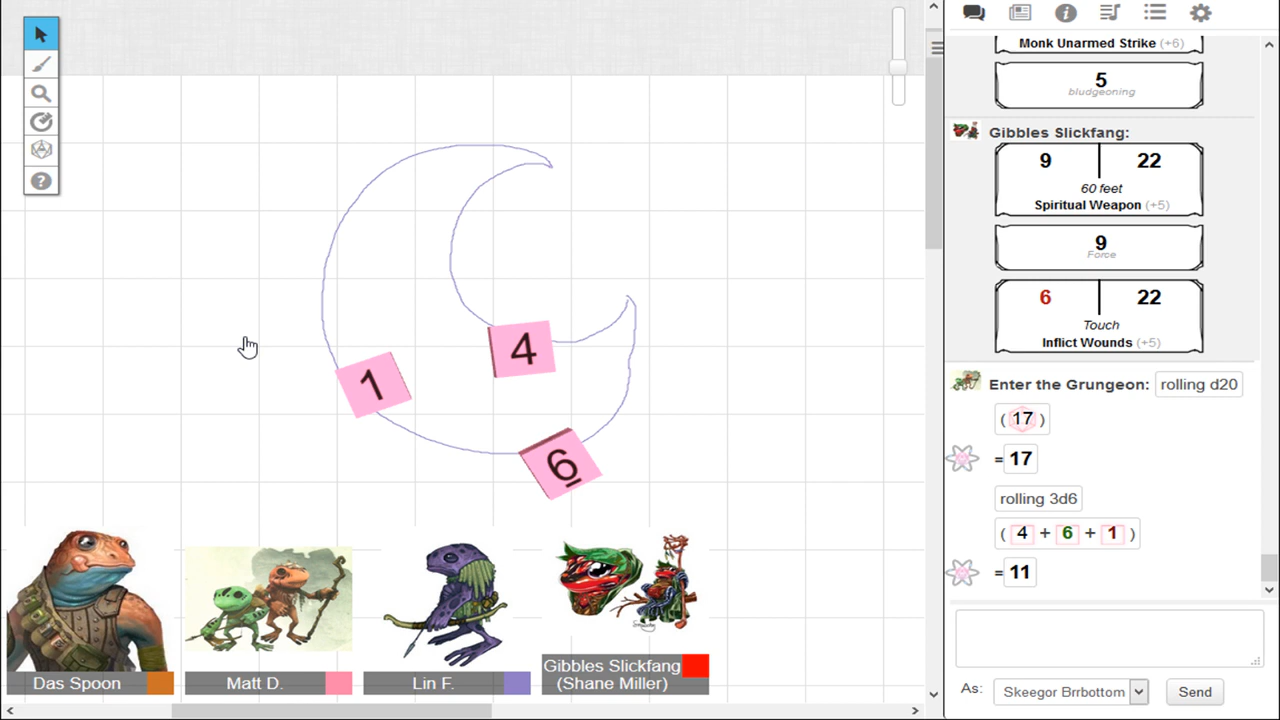 Monk Unarmed Strike (+6)
5
bludgeoning
Gibbles Slickfang:
9 22
60 feet
Spiritual Weapon (+5)
9
Force
6 22
Touch
Inflict Wounds (+5)
Enter the Grungeon: rolling d20
(17)
=17
rolling 3d6
(4+6+1)
=11
As: Skeegor Brrbottom Send
4
1
6
Das Spoon
Matt D.
Lin F.
Gibbles Slickfang
(Shane Miller)